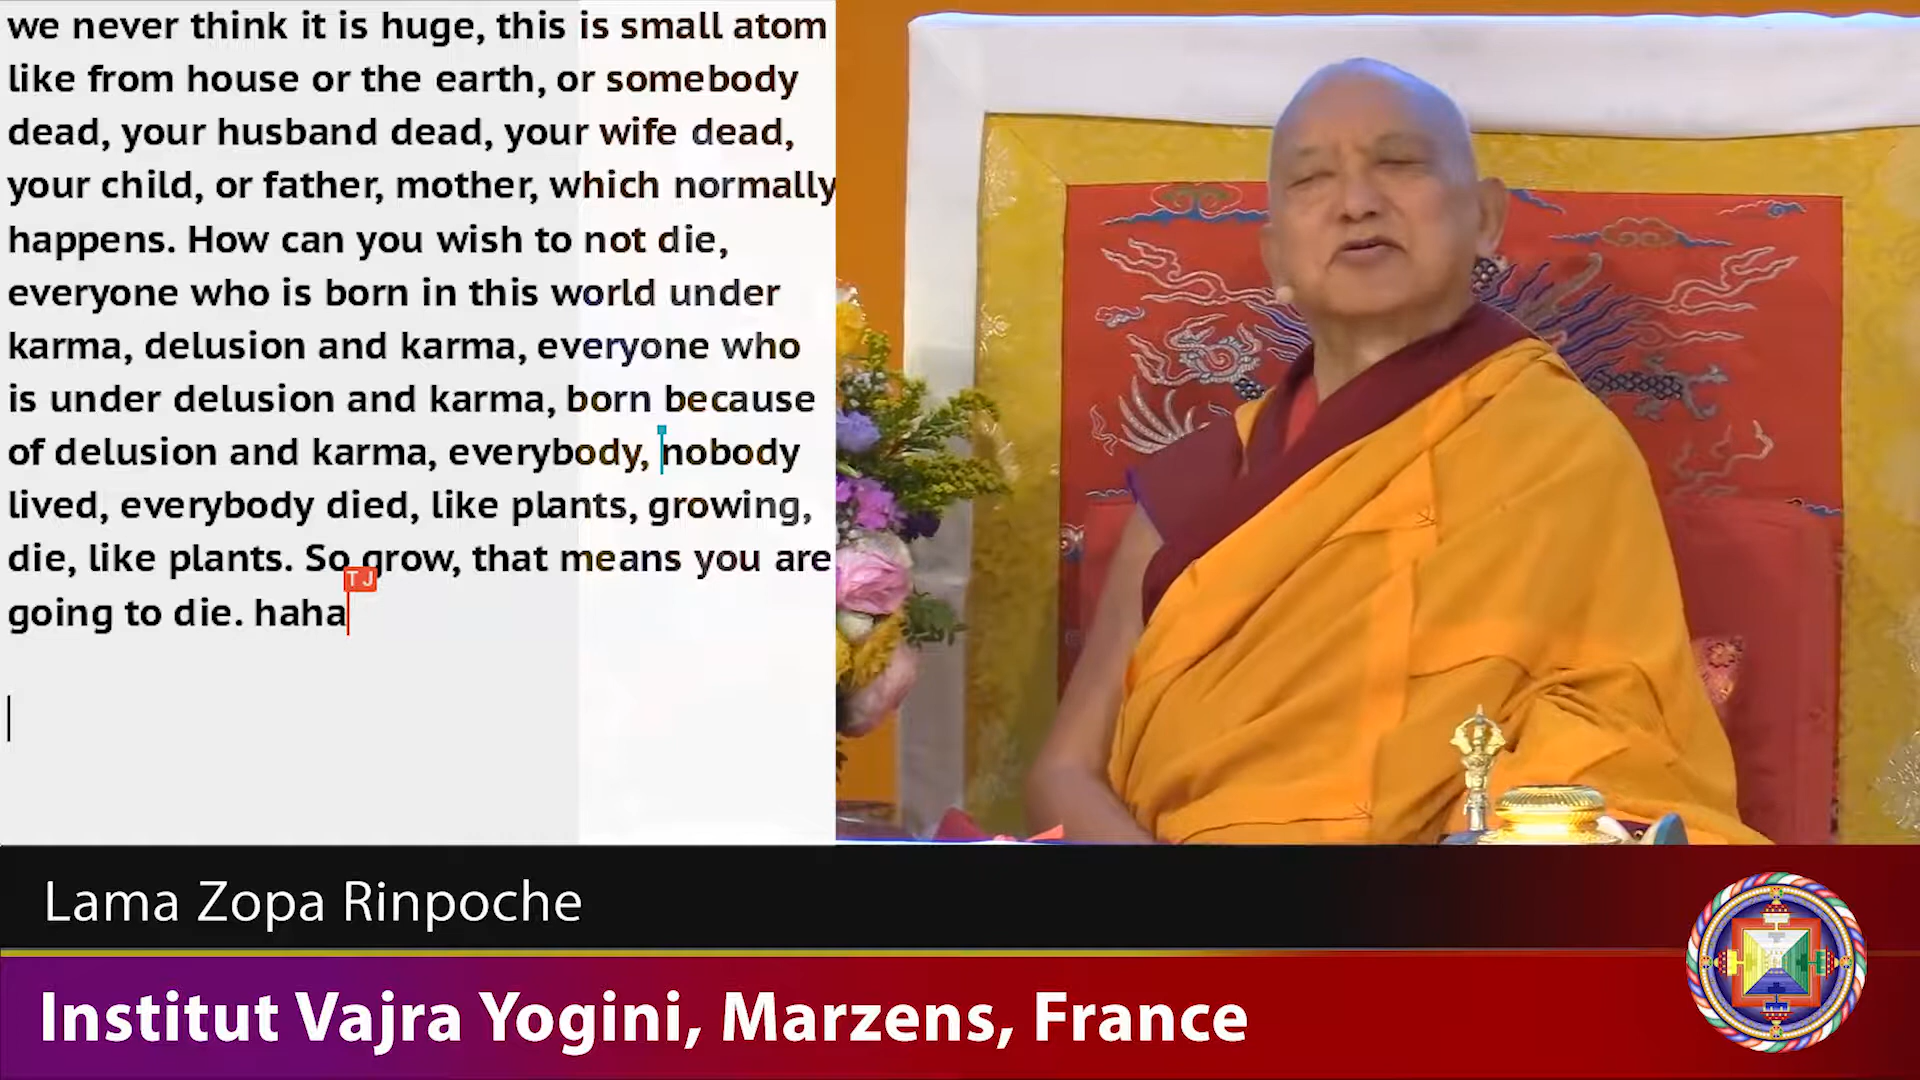 we never think it is huge, this is small atom
like from house or the earth, or somebody
dead, your husband dead, your wife dead,
your child, or father, mother, which normally
happens. How can you wish to not die,
everyone who is born in this world under
karma, delusion and karma, everyone who
is under delusion and karma, born because
of delusion and karma, everybody, nobody
lived, everybody died, like plants, growing,
die, like plants. So grow, that means you are
going to die. haha
TJ
Lama Zopa Rinpoche
Institut Vajra Yogini, Marzens, France